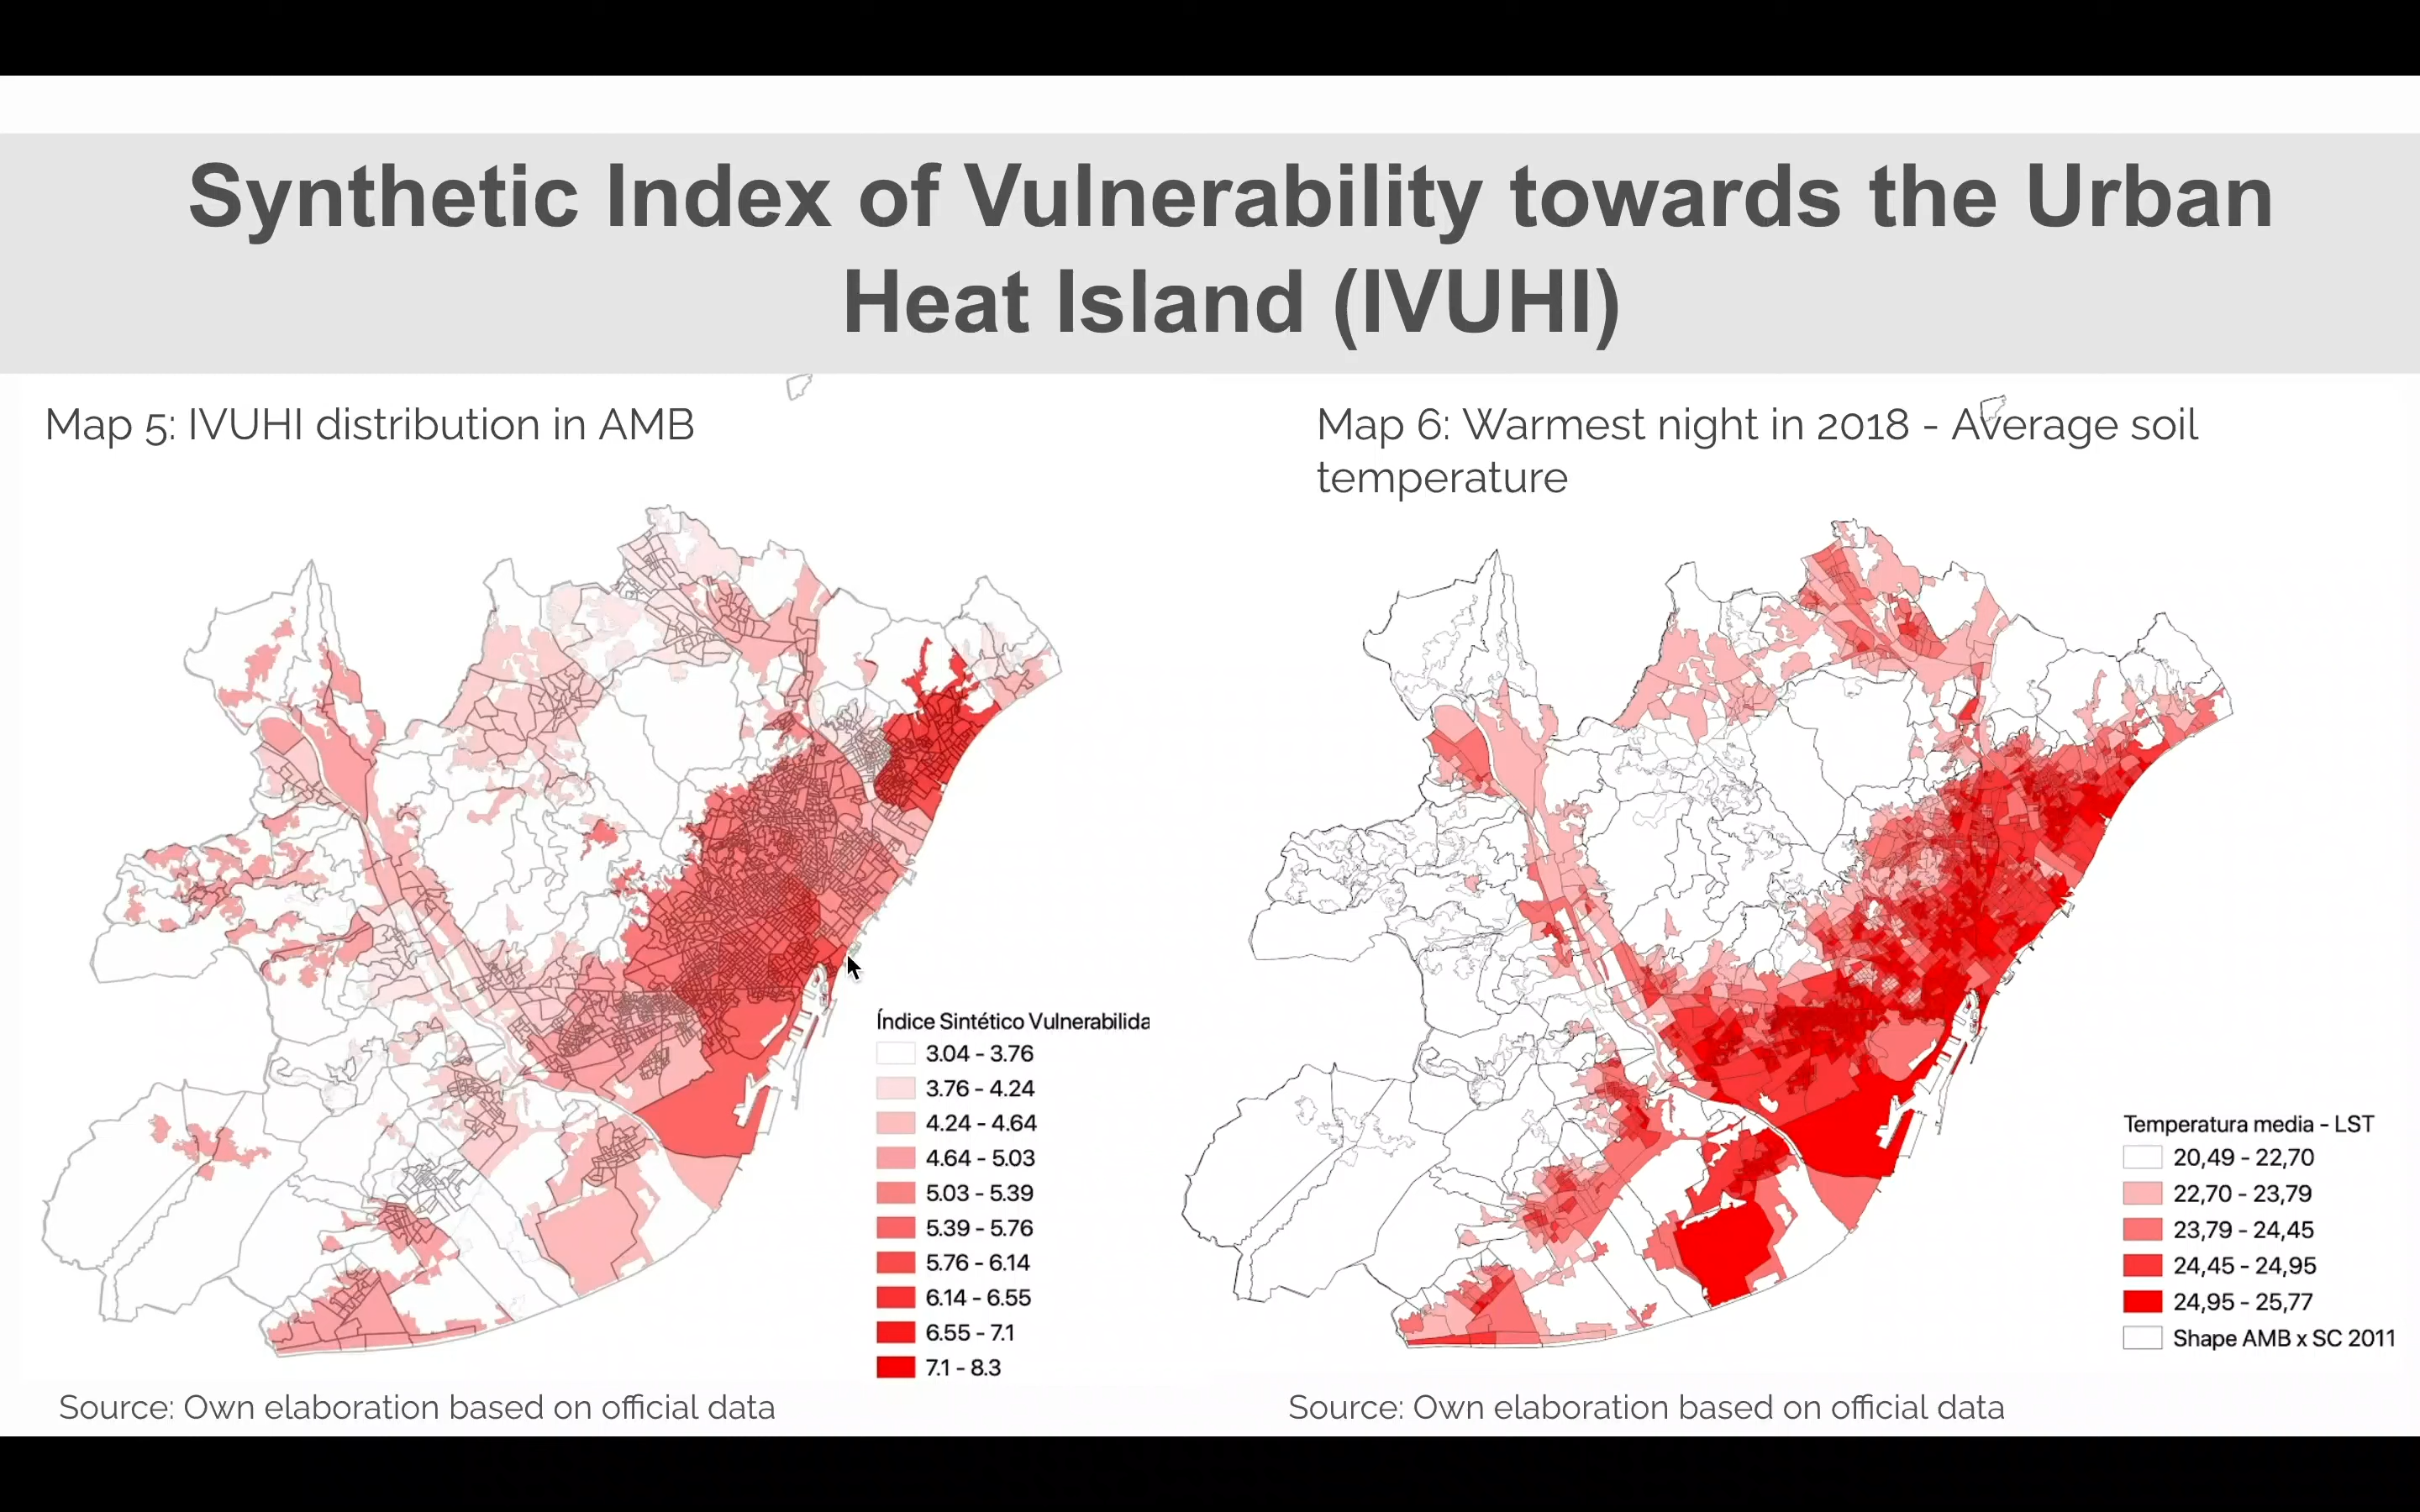 Synthetic Index of Vulnerability towards the Urban
Heat Island (IVUHI)
Map 5: IVUHI distribution in AMB
Map 6: Warmest night in 2018 - Average soil
temperature
Índice Sintético Vulnerabilida
3.04 - 3.76
3.76 - 4.24
4.24 - 4.64
4.64 - 5.03
5.03 - 5.39
5.39 - 5.76
5.76 - 6.14
6.14 - 6.55
6.55 - 7.1
7.1 - 8.3
Temperatura media - LST
20,49 - 22,70
22,70 - 23,79
23,79 - 24,45
24,45 - 24,95
24,95 - 25,77
Shape AMB x SC 2011
Source: Own elaboration based on official data
Source: Own elaboration based on official data